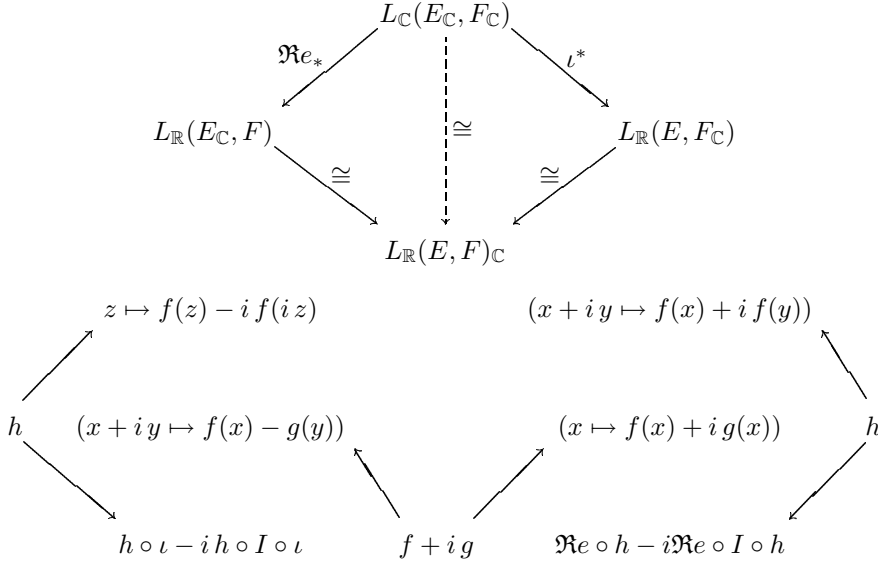 L_ℂ(E_ℂ, F_ℂ)
ℜe_* ι^*
L_ℝ(E_ℂ, F) ≅ L_ℝ(E, F_ℂ)
≅ ≅
L_ℝ(E, F)_ℂ
z ↦ f(z) − i f(i z) (x + i y ↦ f(x) + i f(y))
h (x + i y ↦ f(x) − g(y)) (x ↦ f(x) + i g(x)) h
h ∘ ι − i h ∘ I ∘ ι f + i g ℜe ∘ h − iℜe ∘ I ∘ h